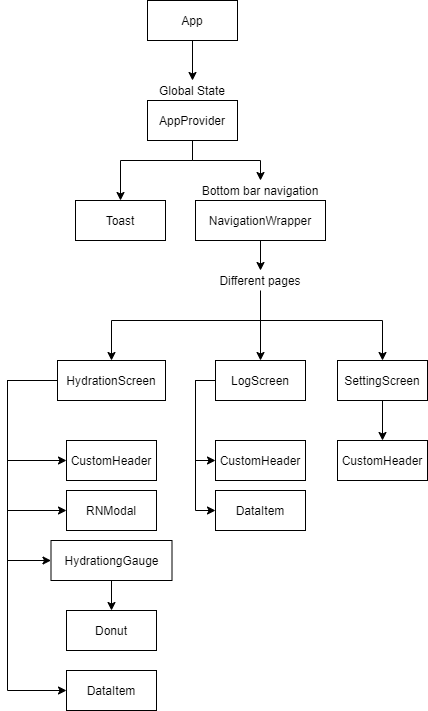 App
Global State
AppProvider
Bottom bar navigation
Toast
NavigationWrapper
Different pages
HydrationScreen
LogScreen
SettingScreen
CustomHeader
CustomHeader
CustomHeader
RNModal
DataItem
HydrationgGauge
Donut
DataItem